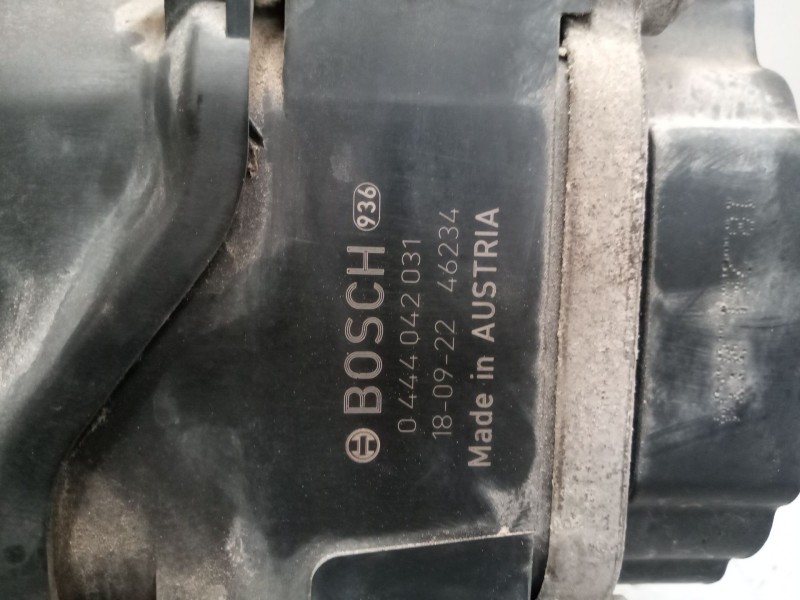 BOSCH 936
0 444 042 031
18-09-22 46234
Made in AUSTRIA